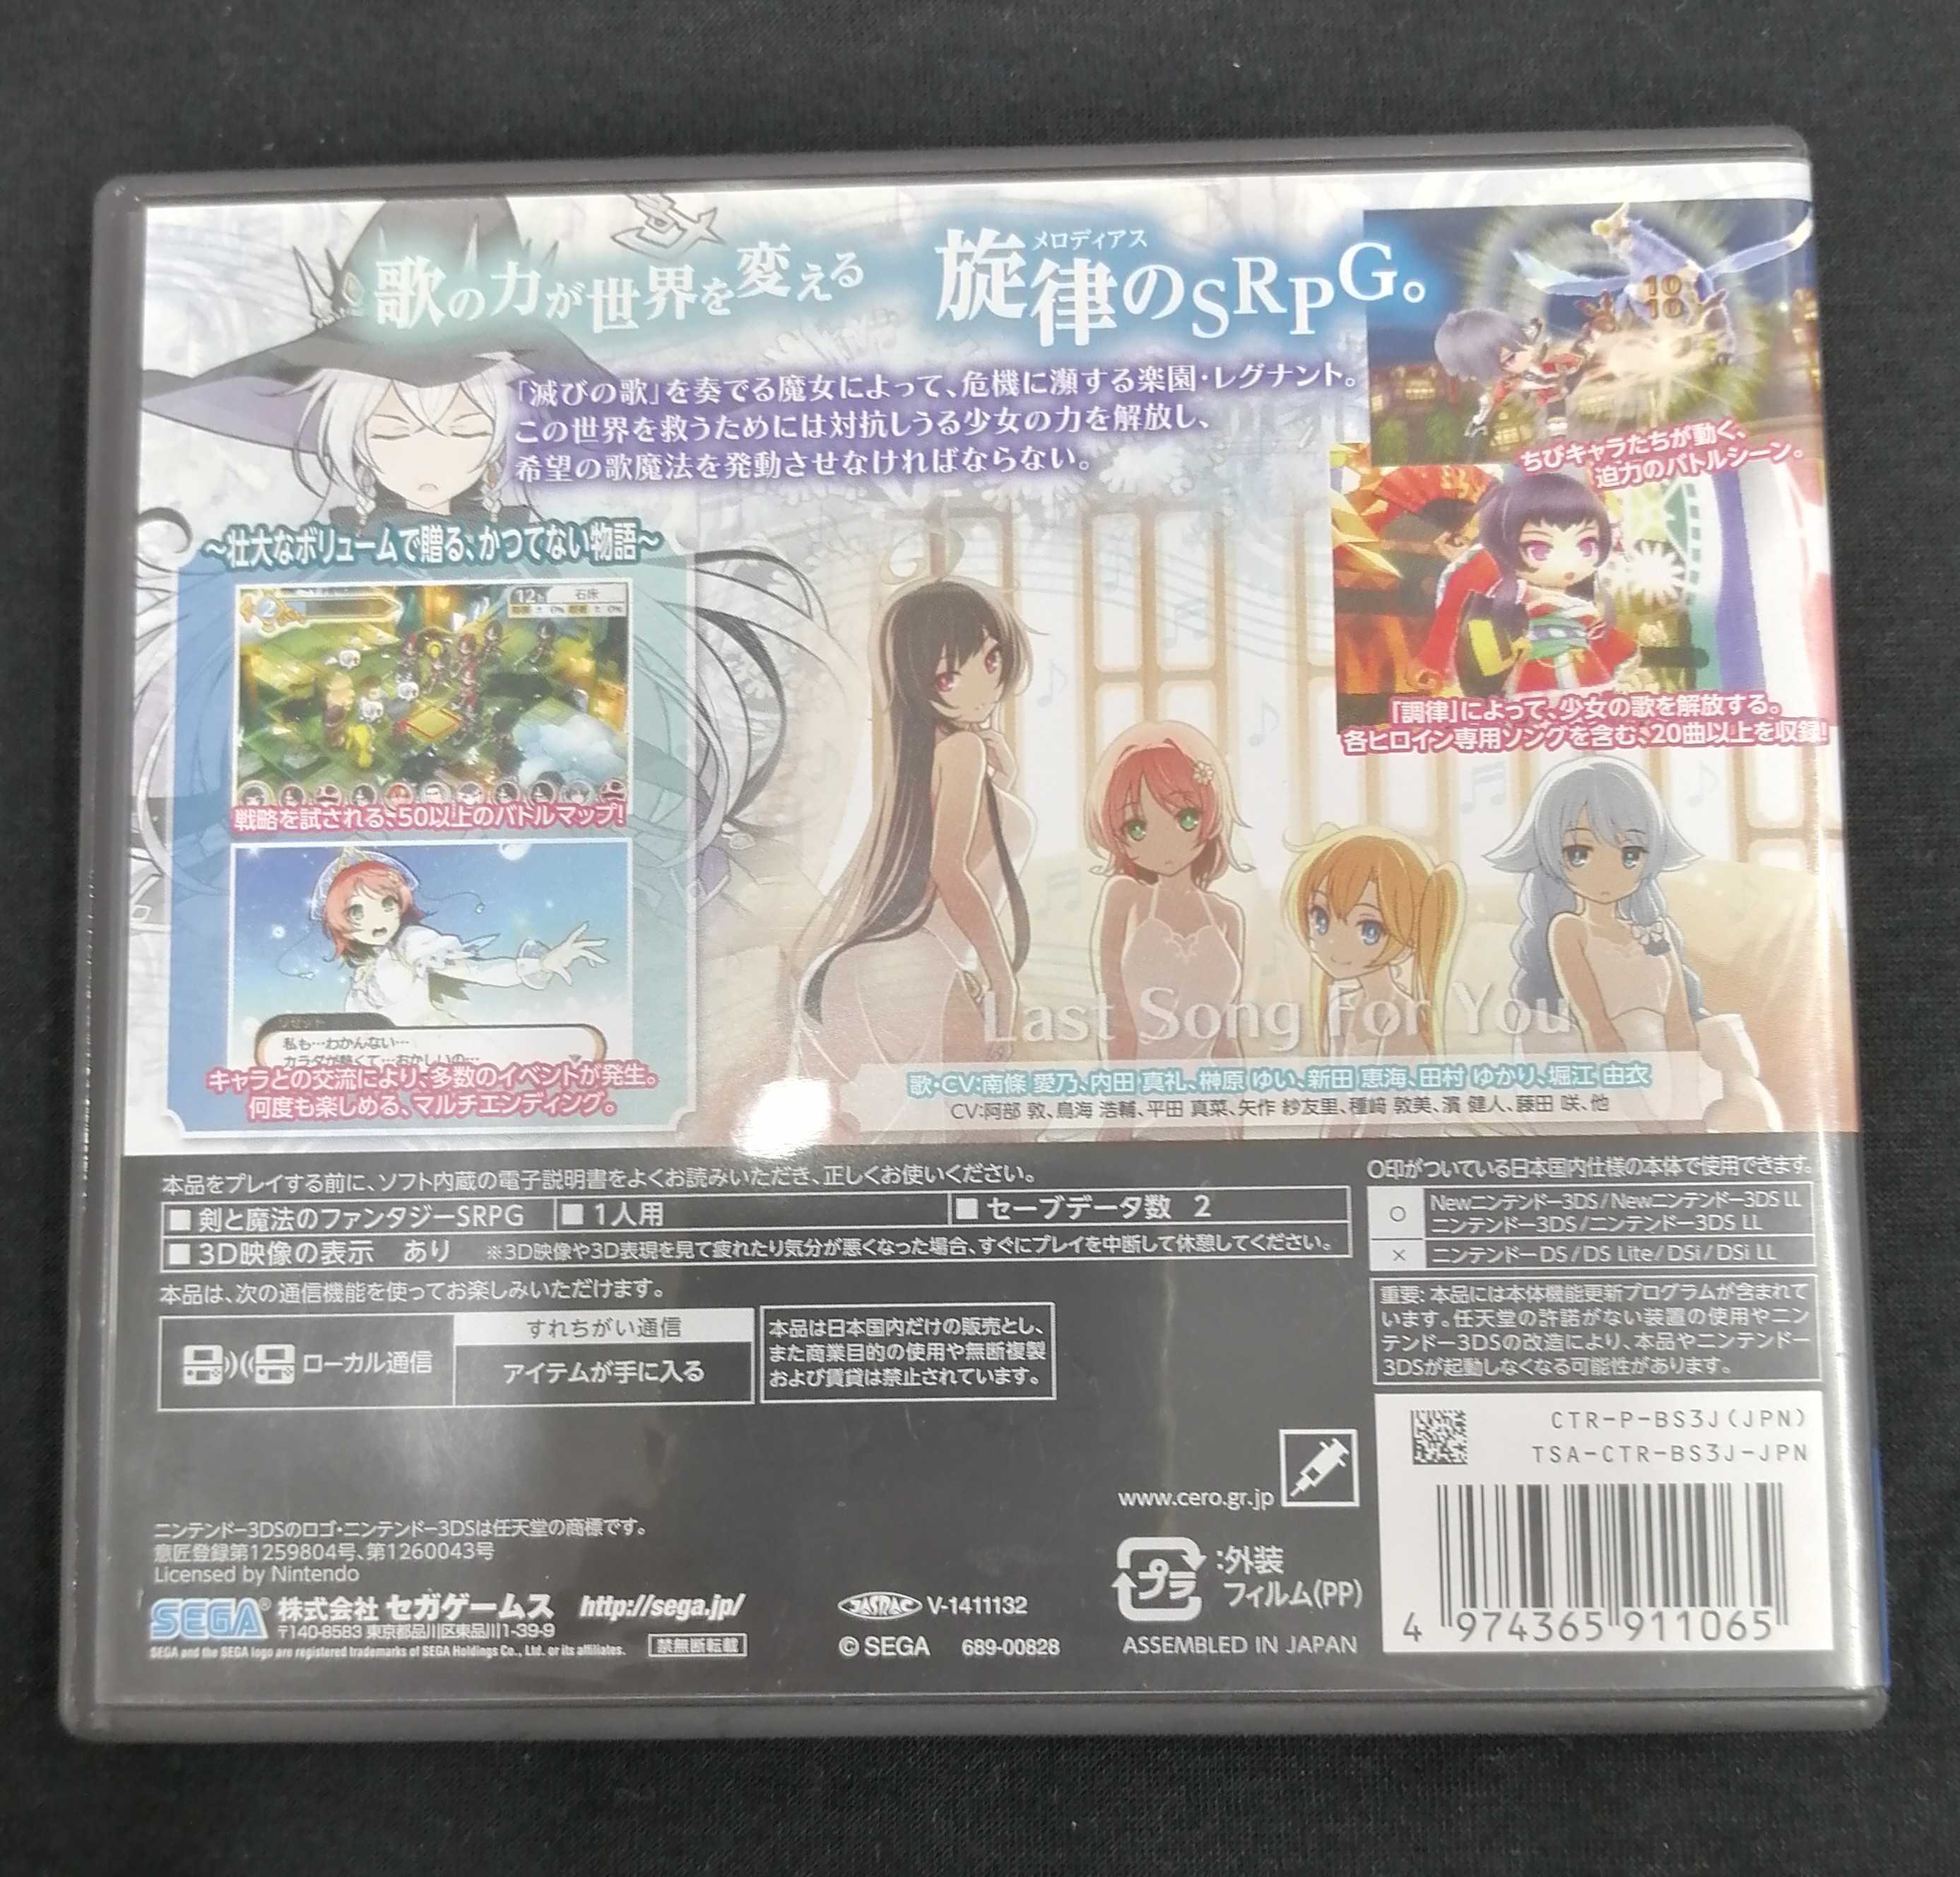 歌の力が世界を変える
旋律のSRPG。
メロディアス
「滅びの歌」を奏でる魔女によって、危機に瀕する楽園・レグナント。
この世界を救うためには対抗しうる少女の力を解放し、
希望の歌魔法を発動させなければならない。
ちびキャラたちが動く、
迫力のバトルシーン。
「調律」によって、少女の歌を解放する。
各ヒロイン専用ソングを含む、20曲以上を収録!
～壮大なボリュームで贈る、かつてない物語～
戦略を試される、50以上のバトルマップ!
リゼット
私も…わかんない…
カラダが熱くて…おかしいの…
キャラとの交流により、多数のイベントが発生。
何度も楽しめる、マルチエンディング。
Last Song For You
歌・CV:南條 愛乃、内田 真礼、榊原 ゆい、新田 恵海、田村 ゆかり、堀江 由衣
CV:阿部 敦、鳥海 浩輔、平田 真菜、矢作 紗友里、種﨑 敦美、濱 健人、藤田 咲、他
本品をプレイする前に、ソフト内蔵の電子説明書をよくお読みいただき、正しくお使いください。
■ 剣と魔法のファンタジーSRPG
■ 1人用
■ セーブデータ数 2
■ 3D映像の表示 あり ※3D映像や3D表現を見て疲れたり気分が悪くなった場合、すぐにプレイを中断して休憩してください。
本品は、次の通信機能を使ってお楽しみいただけます。
ローカル通信
すれちがい通信
アイテムが手に入る
本品は日本国内だけの販売とし、
また商業目的の使用や無断複製
および賃貸は禁止されています。
○印がついている日本国内仕様の本体で使用できます。
○
Newニンテンドー3DS/Newニンテンドー3DS LL
ニンテンドー3DS/ニンテンドー3DS LL
×
ニンテンドーDS/DS Lite/DSi/DSi LL
重要: 本品には本体機能更新プログラムが含まれて
います。任天堂の許諾がない装置の使用やニン
テンドー3DSの改造により、本品やニンテンドー
3DSが起動しなくなる可能性があります。
CTR-P-BS3J(JPN)
TSA-CTR-BS3J-JPN
4 974365 911065
www.cero.gr.jp
プラ
:外装
フィルム(PP)
ASSEMBLED IN JAPAN
ニンテンドー3DSのロゴ・ニンテンドー3DSは任天堂の商標です。
意匠登録第1259804号、第1260043号
Licensed by Nintendo
SEGA® 株式会社 セガゲームス http://sega.jp/
〒140-8583 東京都品川区東品川1-39-9
SEGA and the SEGA logo are registered trademarks of SEGA Holdings Co., Ltd. or its affiliates.
禁無断転載
JASRAC V-1411132
© SEGA 689-00828